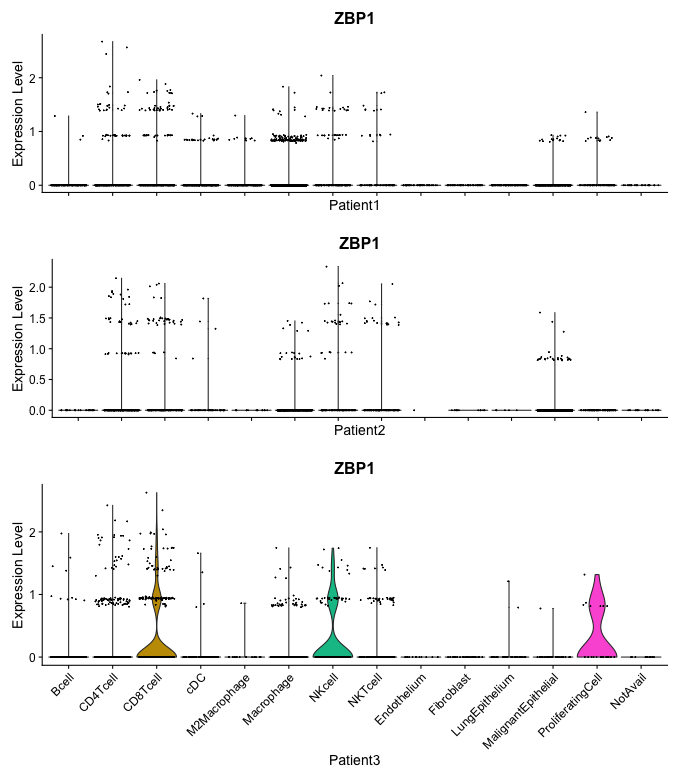 ZBP1
Expression Level
2
1
0
Patient1
ZBP1
Expression Level
2.0
1.5
1.0
0.5
0.0
Patient2
ZBP1
Expression Level
2
1
0
Bcell
CD4Tcell
CD8Tcell
cDC
M2Macrophage
Macrophage
NKcell
NKTcell
Endothelium
Fibroblast
LungEpithelium
MalignantEpithelial
ProliferatingCell
NotAvail
Patient3